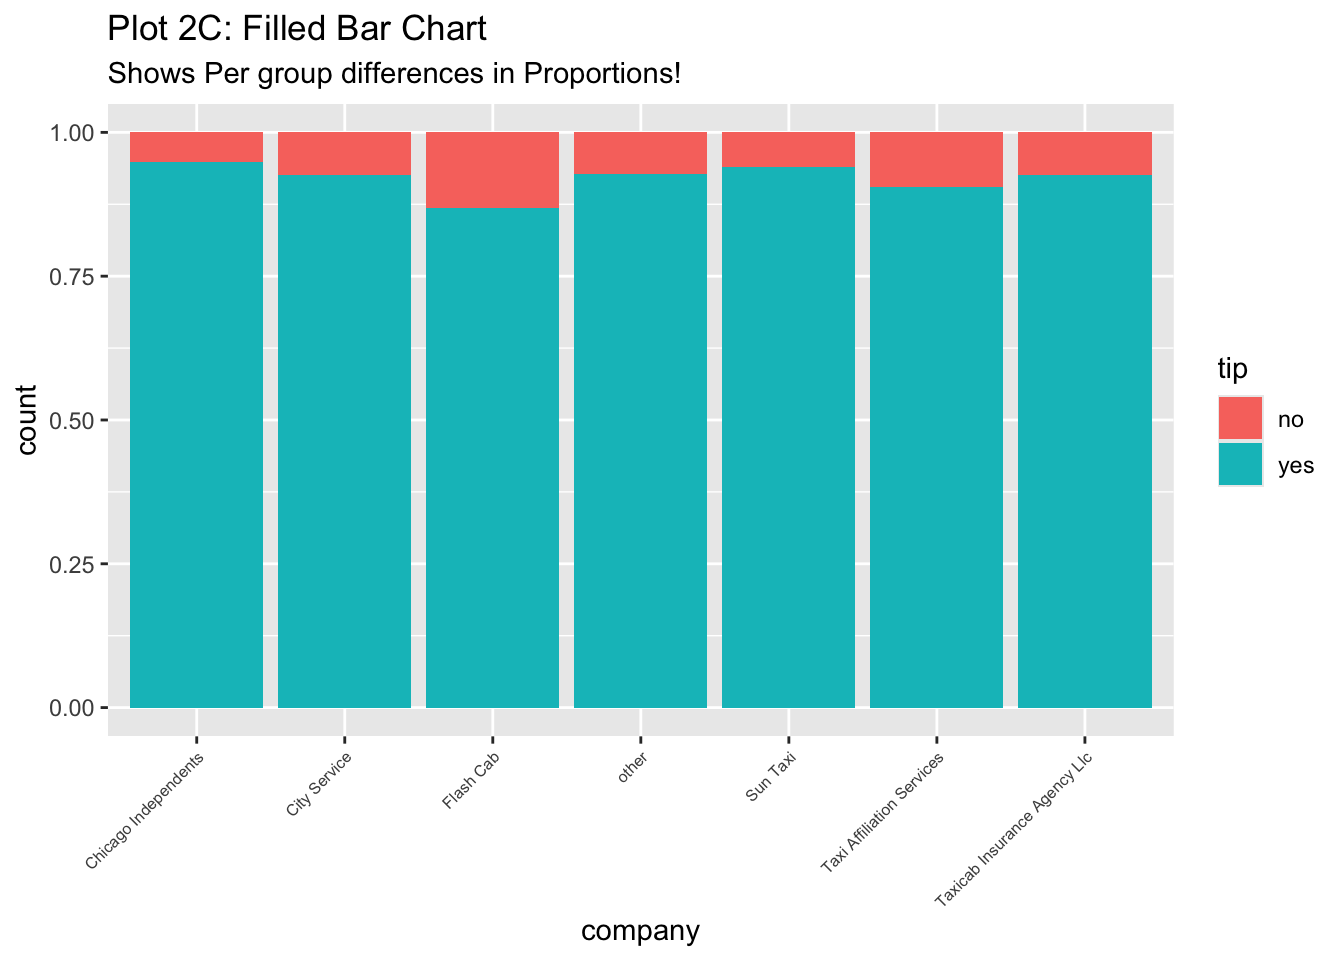 Plot 2C: Filled Bar Chart
Shows Per group differences in Proportions!
1.00
0.75
0.50
0.25
0.00
count
Chicago Independents
City Service
Flash Cab
other
Sun Taxi
Taxi Affiliation Services
Taxicab Insurance Agency Llc
company
tip
no
yes